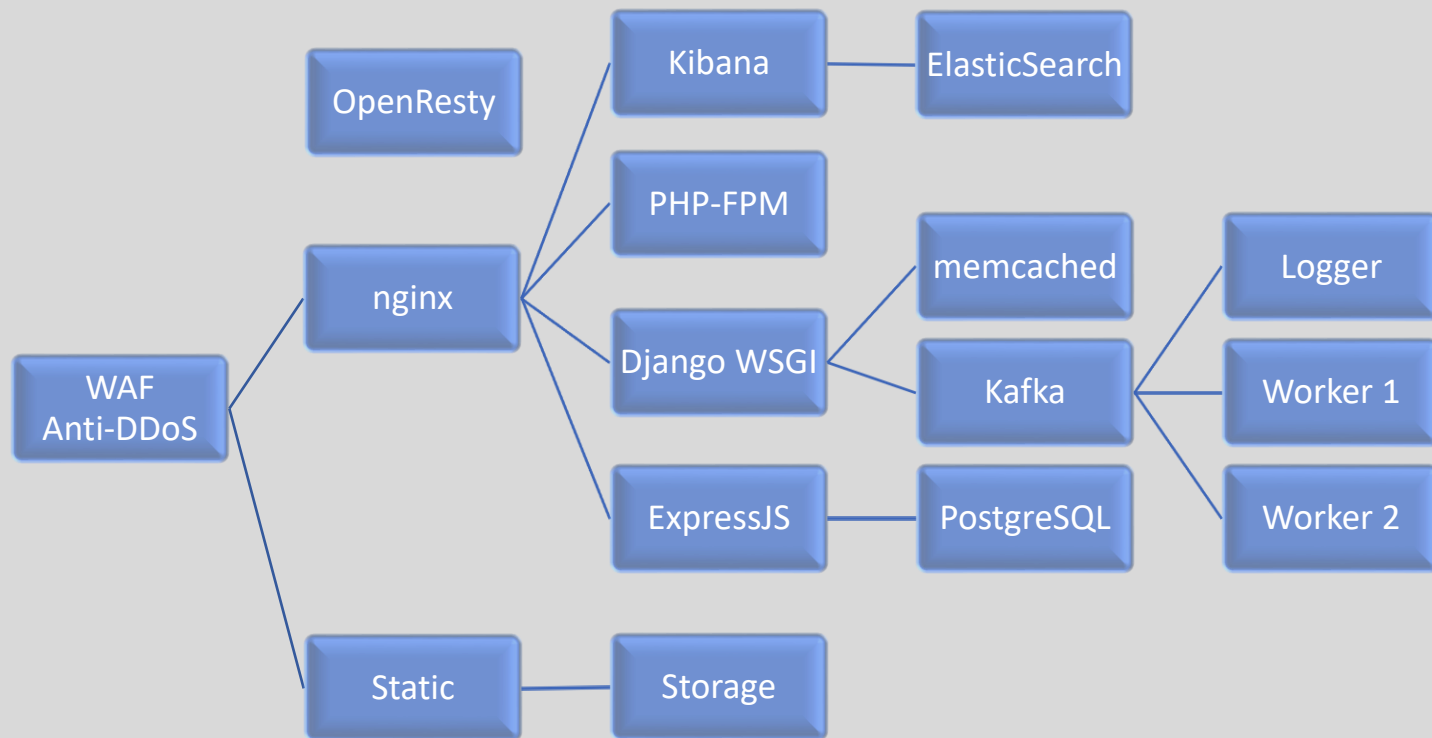 OpenResty
Kibana
ElasticSearch
PHP-FPM
nginx
memcached
Logger
Django WSGI
WAF
Anti-DDoS
Kafka
Worker 1
ExpressJS
PostgreSQL
Worker 2
Static
Storage